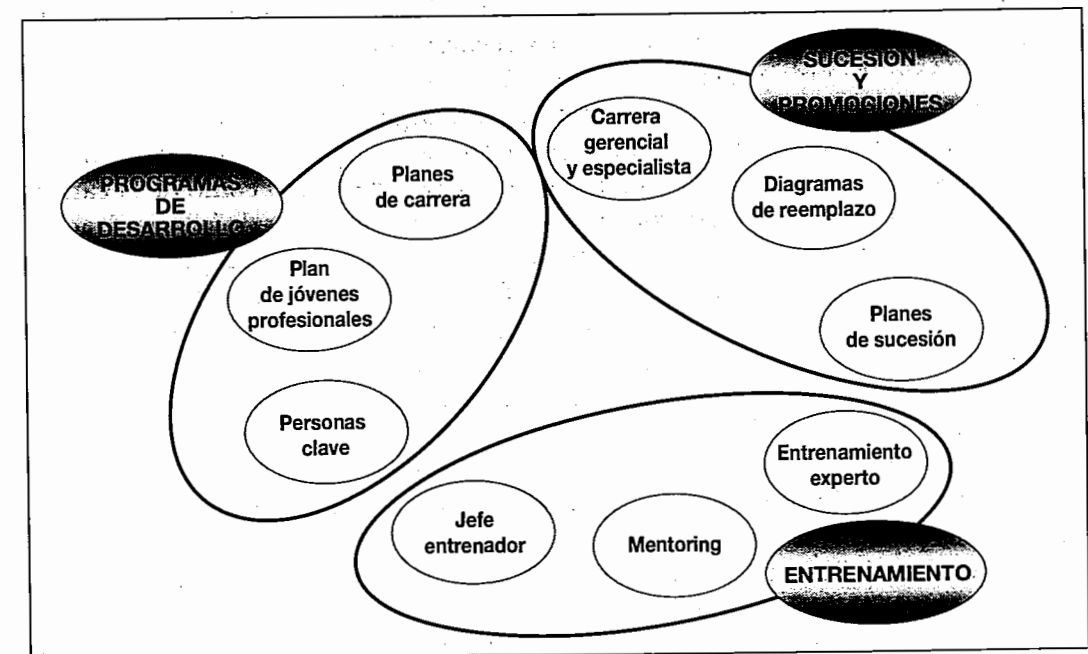 SUCESIÓN
Y
PROMOCIONES
Carrera
gerencial
y especialista
Diagramas
de reemplazo
Planes
de sucesión
PROGRAMAS
DE
DESARROLLO
Planes
de carrera
Plan
de jóvenes
profesionales
Personas
clave
Entrenamiento
experto
Jefe
entrenador
Mentoring
ENTRENAMIENTO